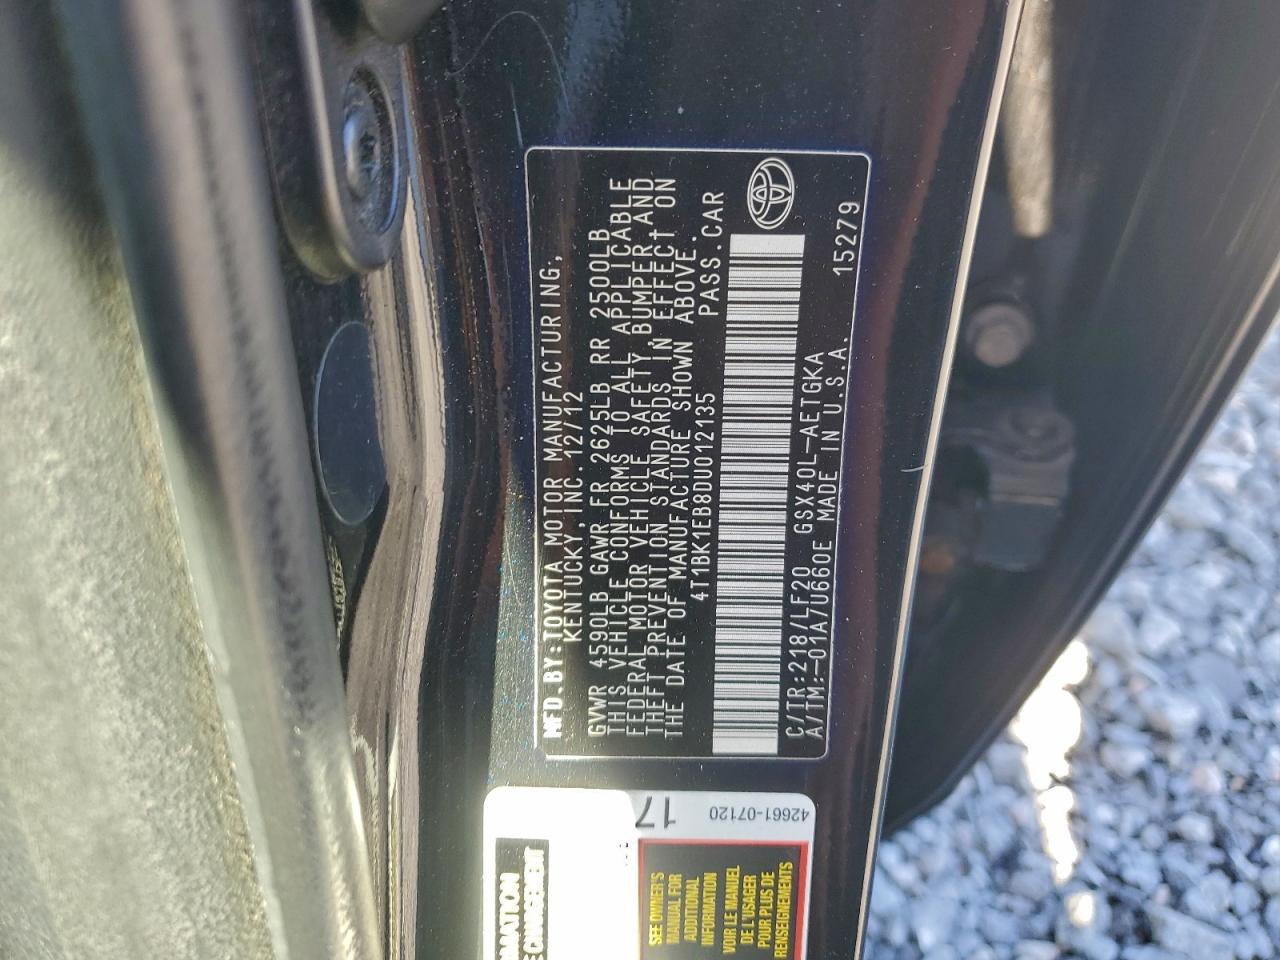 MFD.BY:TOYOTA MOTOR MANUFACTURING,
KENTUCKY,INC.12/12
GVWR 4590LB GAWR FR 2625LB RR 2500LB
THIS VEHICLE CONFORMS TO ALL APPLICABLE
FEDERAL MOTOR VEHICLE SAFETY,BUMPER,AND
THEFT PREVENTION STANDARDS IN EFFECT ON
THE DATE OF MANUFACTURE SHOWN ABOVE.
4T1BK1EB8DU012135 PASS.CAR
C/TR:218/LF20 GSX40L-AETGKA
A/TM:-01A/U660E MADE IN U.S.A. 15279
17
42661-07120
SEE OWNER'S
MANUAL FOR
ADDITIONAL
INFORMATION
VOIR LE MANUEL
DE L'USAGER
POUR PLUS DE
RENSEIGNEMENTS